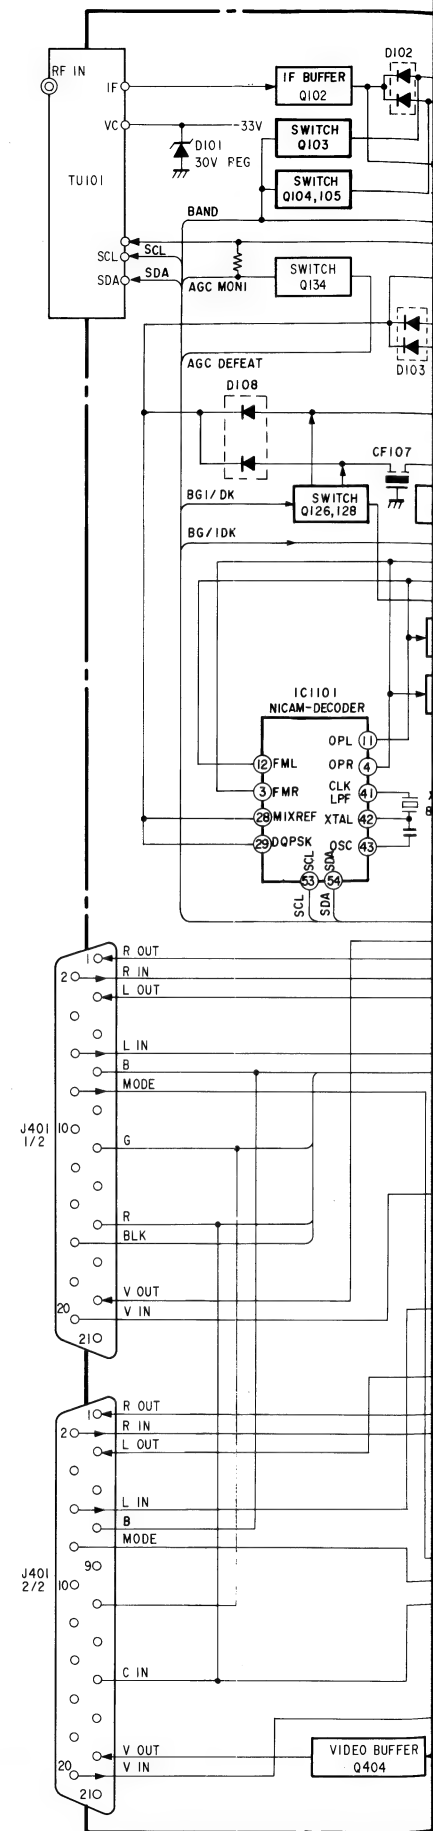 D102
RF IN
IF
IF BUFFER
Q102
VC
-33V
D101
30V REG
SWITCH
Q103
TU101
SWITCH
Q104,105
BAND
SCL
SCL
SDA
SDA
AGC MONI
SWITCH
Q134
D103
AGC DEFEAT
D108
CF107
BG1/DK
SWITCH
Q126,128
BG/1DK
IC1101
NICAM-DECODER
OPL
11
12
FML
OPR
4
3
FMR
CLK
LPF
41
28
MIXREF
XTAL
42
29
DQPSK
OSC
43
SCL
SDA
53
54
SCL
SDA
1
R OUT
2
R IN
L OUT
L IN
B
MODE
J401
1/2
10
G
R
BLK
V OUT
20
V IN
21
1
R OUT
2
R IN
L OUT
L IN
B
MODE
9
J401
2/2
10
C IN
V OUT
VIDEO BUFFER
Q404
20
V IN
21